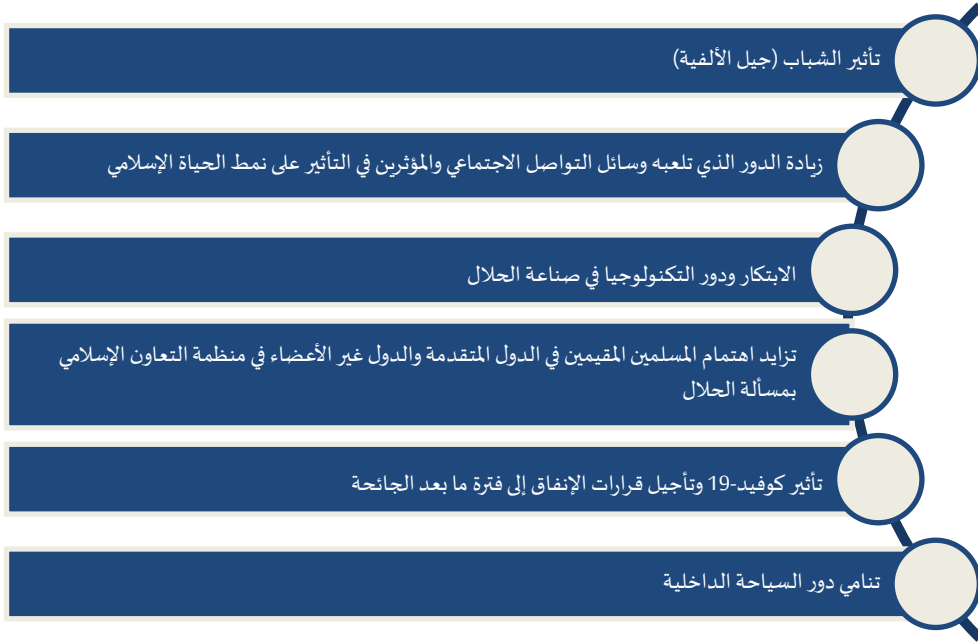 تأثير الشباب (جيل الألفية)
زيادة الدور الذي تلعبه وسائل التواصل الاجتماعي والمؤثرين في التأثير على نمط الحياة الإسلامي
الابتكار ودور التكنولوجيا في صناعة الحلال
تزايد اهتمام المسلمين المقيمين في الدول المتقدمة والدول غير الأعضاء في منظمة التعاون الإسلامي
بمسألة الحلال
تأثير كوفيد-19 وتأجيل قرارات الإنفاق إلى فترة ما بعد الجائحة
تنامي دور السياحة الداخلية